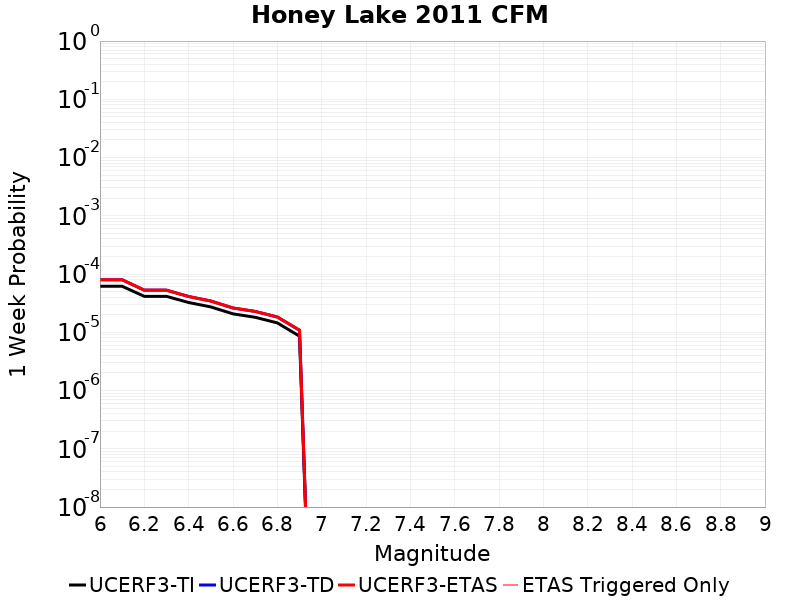 Honey Lake 2011 CFM
1 Week Probability
10^0
10^-1
10^-2
10^-3
10^-4
10^-5
10^-6
10^-7
10^-8
6 6.2 6.4 6.6 6.8 7 7.2 7.4 7.6 7.8 8 8.2 8.4 8.6 8.8 9
Magnitude
UCERF3-TI UCERF3-TD UCERF3-ETAS ETAS Triggered Only